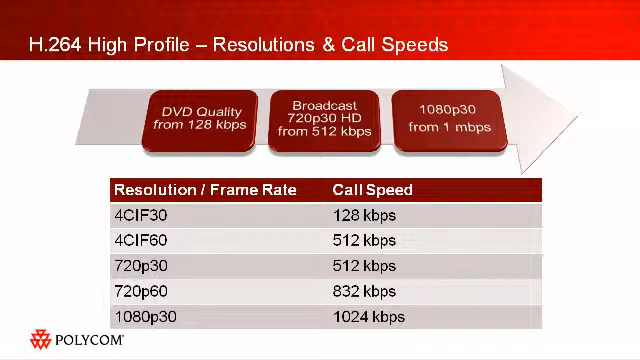 H.264 High Profile – Resolutions & Call Speeds
DVD Quality
from 128 kbps
Broadcast
720p30 HD
from 512 kbps
1080p30
from 1 mbps
Resolution / Frame Rate Call Speed
4CIF30 128 kbps
4CIF60 512 kbps
720p30 512 kbps
720p60 832 kbps
1080p30 1024 kbps
POLYCOM